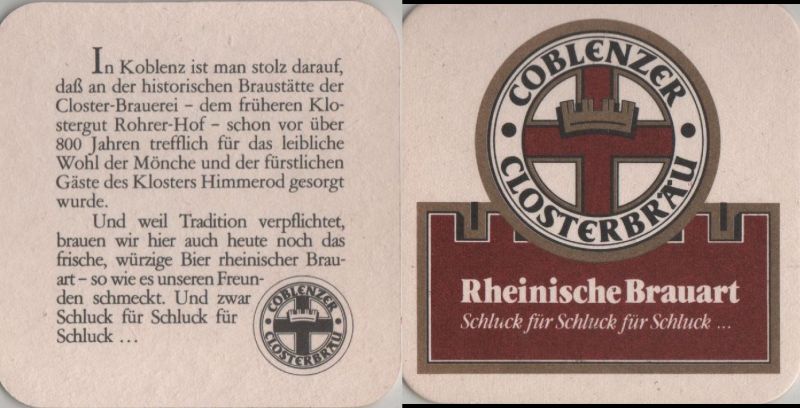 In Koblenz ist man stolz darauf,
daß an der historischen Braustätte der
Closter-Brauerei – dem früheren Klo-
stergut Rohrer-Hof – schon vor über
800 Jahren trefflich für das leibliche
Wohl der Mönche und der fürstlichen
Gäste des Klosters Himmerod gesorgt
wurde.
Und weil Tradition verpflichtet,
brauen wir hier auch heute noch das
frische, würzige Bier rheinischer Brau-
art – so wie es unseren Freun-
den schmeckt. Und zwar
Schluck für Schluck für
Schluck ...
COBLENZER
CLOSTERBRÄU
COBLENZER
CLOSTERBRÄU
Rheinische Brauart
Schluck für Schluck für Schluck ...